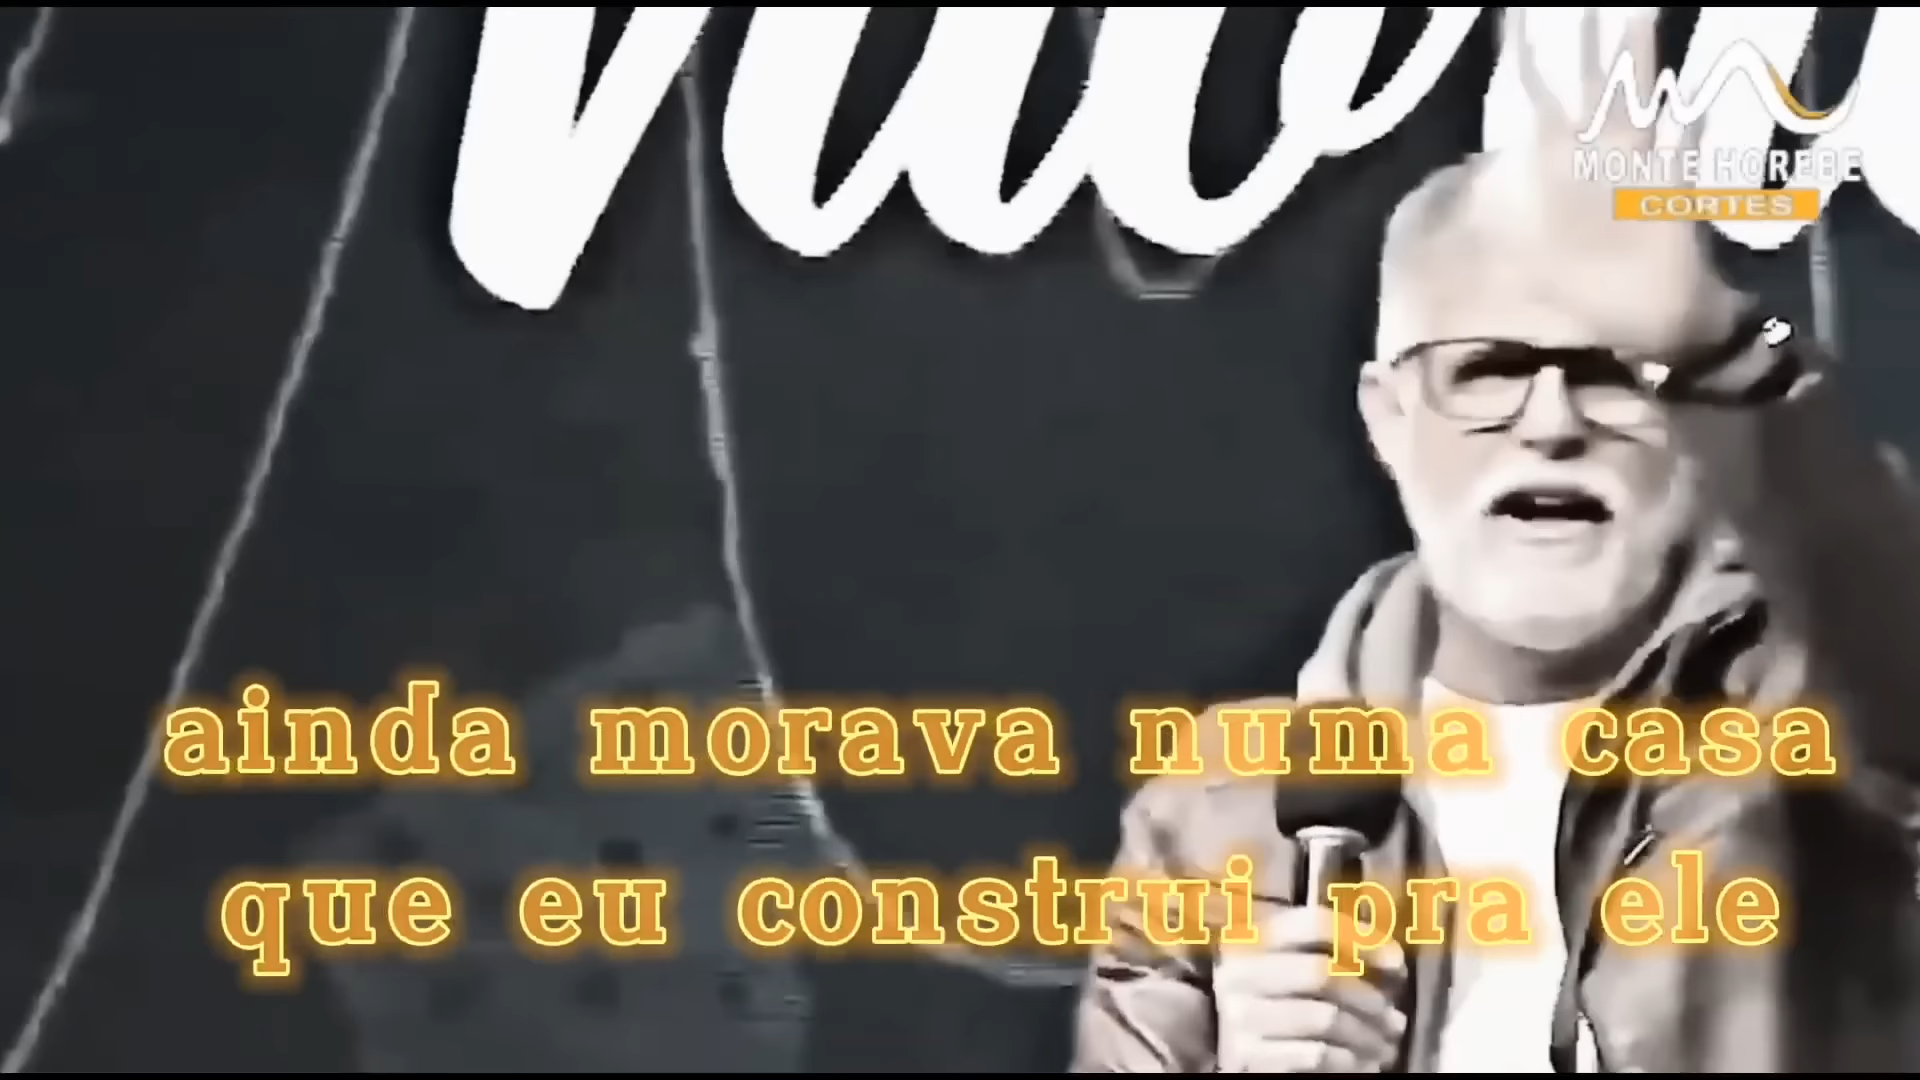 MONTE HOREBE
CORTES
ainda morava numa casa
que eu construi pra ele